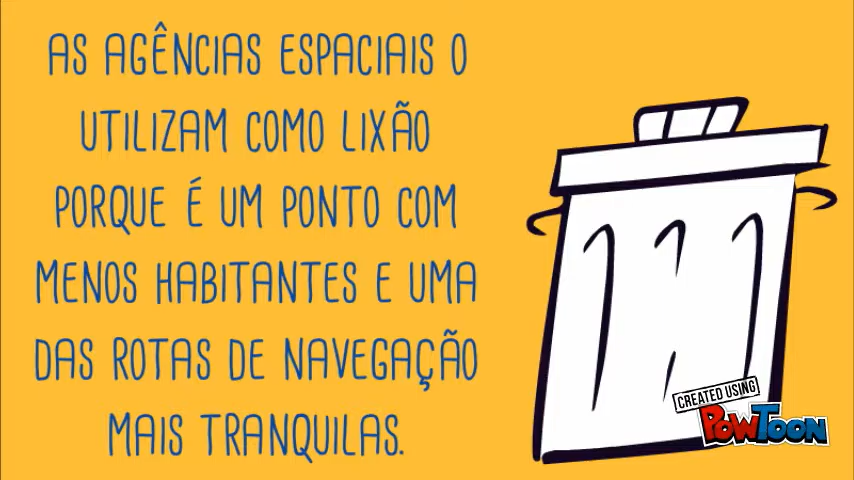 AS AGÊNCIAS ESPACIAIS O
UTILIZAM COMO LIXÃO
PORQUE É UM PONTO COM
MENOS HABITANTES E UMA
DAS ROTAS DE NAVEGAÇÃO
MAIS TRANQUILAS.
CREATED USING
POWTOON